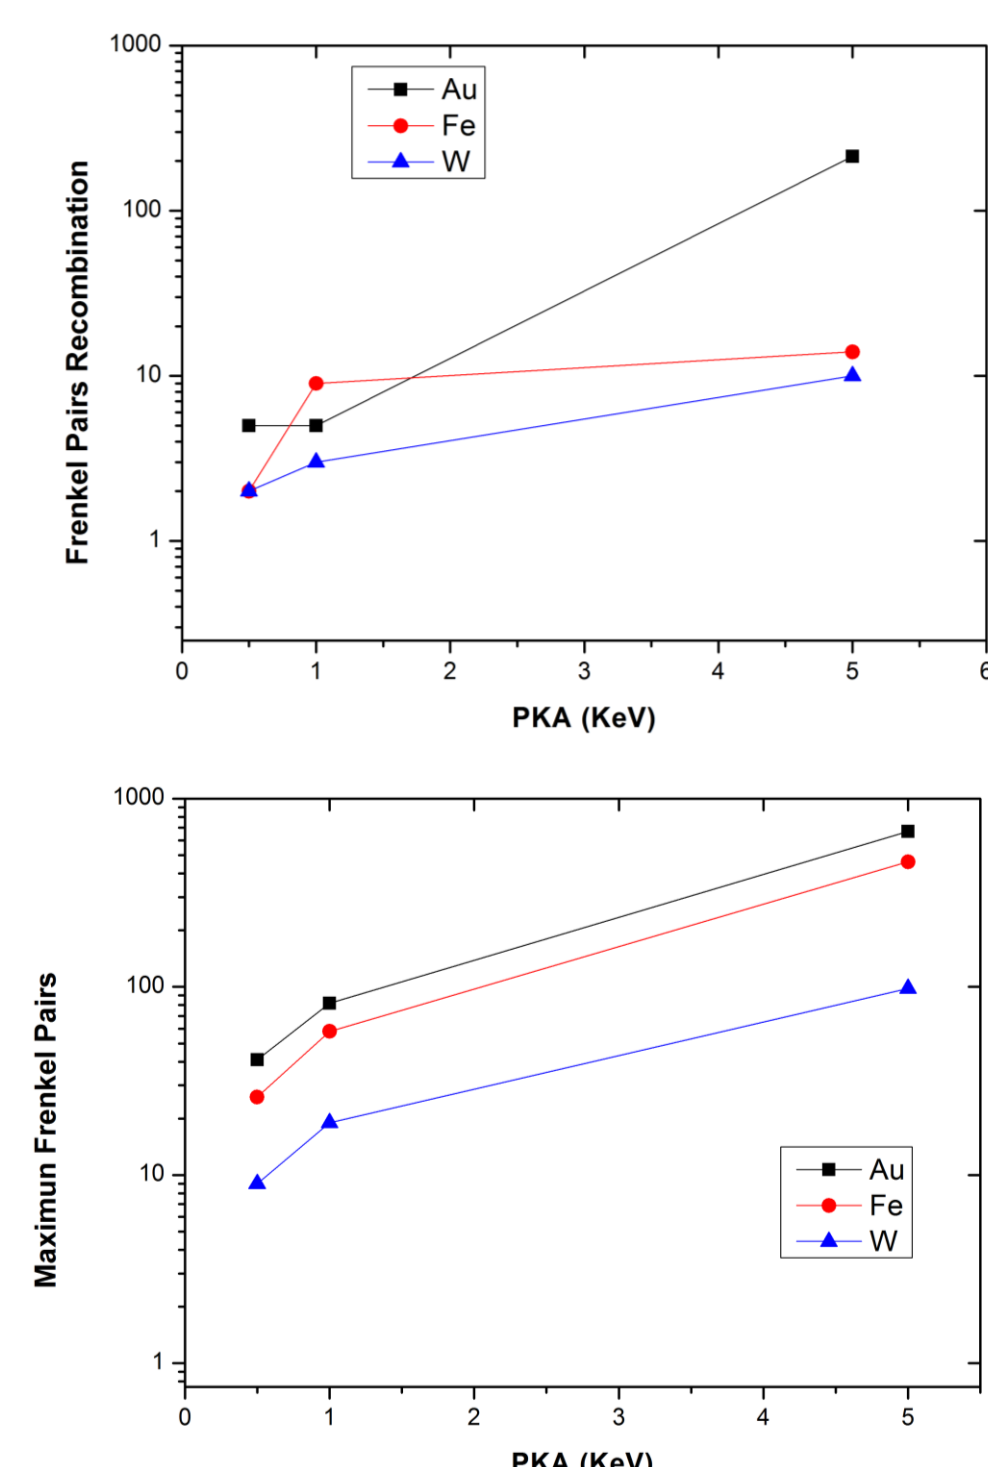 1000
100
10
1
Frenkel Pairs Recombination
Au
Fe
W
0 1 2 3 4 5 6
PKA (KeV)
1000
100
10
1
Maximun Frenkel Pairs
Au
Fe
W
0 1 2 3 4 5
PKA (KeV)